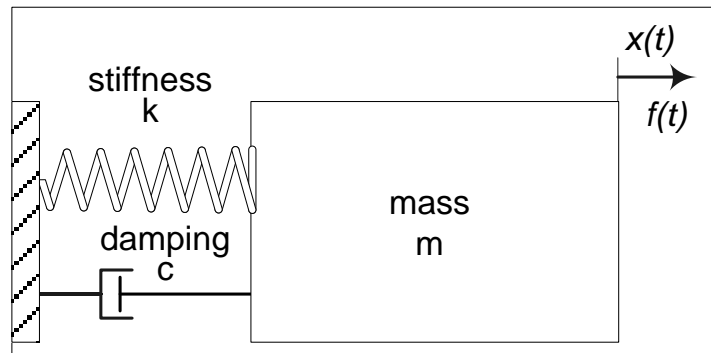 x(t)
stiffness
k
f(t)
mass
m
damping
c